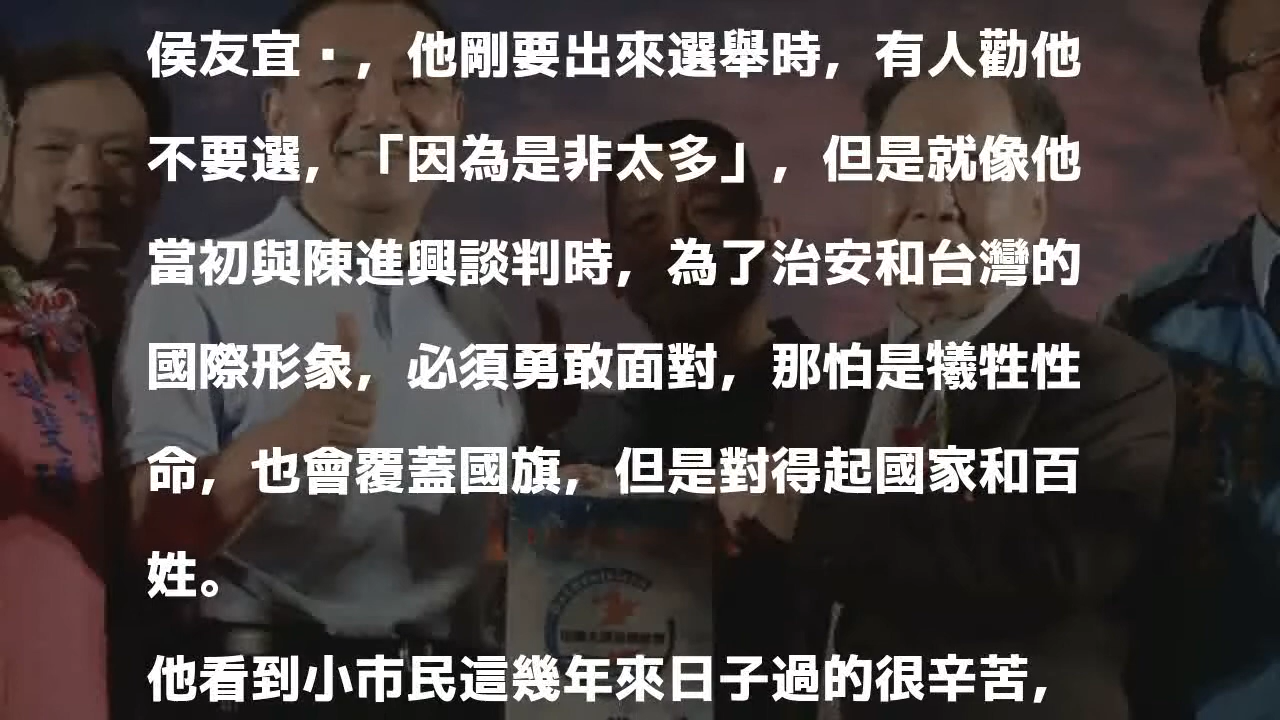 侯友宜·，他剛要出來選舉時，有人勸他
不要選，「因為是非太多」，但是就像他
當初與陳進興談判時，為了治安和台灣的
國際形象，必須勇敢面對，那怕是犧牲性
命，也會覆蓋國旗，但是對得起國家和百
姓。
他看到小市民這幾年來日子過的很辛苦，